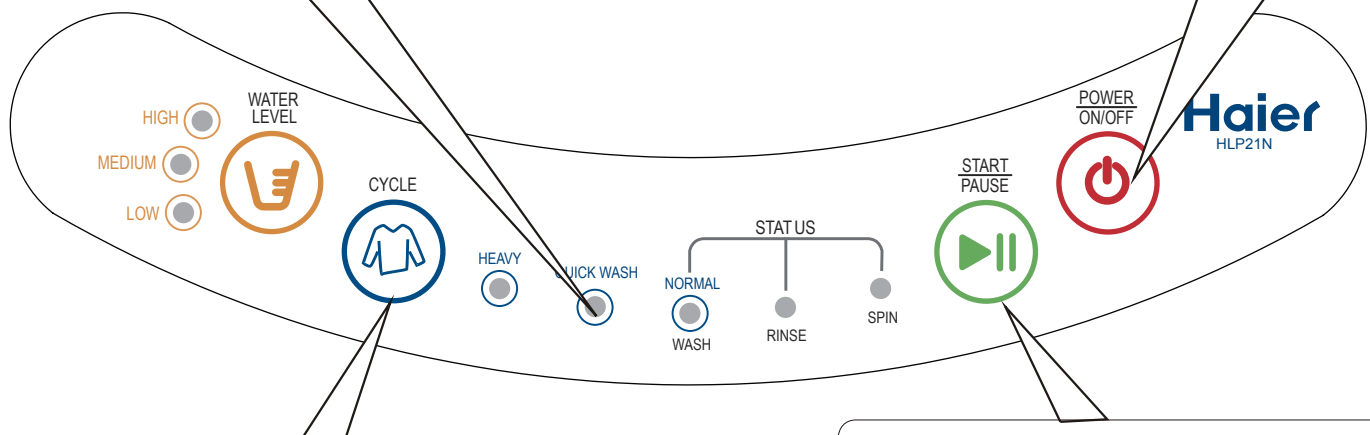 WATER
LEVEL
HIGH
MEDIUM
LOW
CYCLE
HEAVY
QUICK WASH
STAT US
NORMAL
WASH
RINSE
SPIN
START
PAUSE
POWER
ON/OFF
Haier
HLP21N